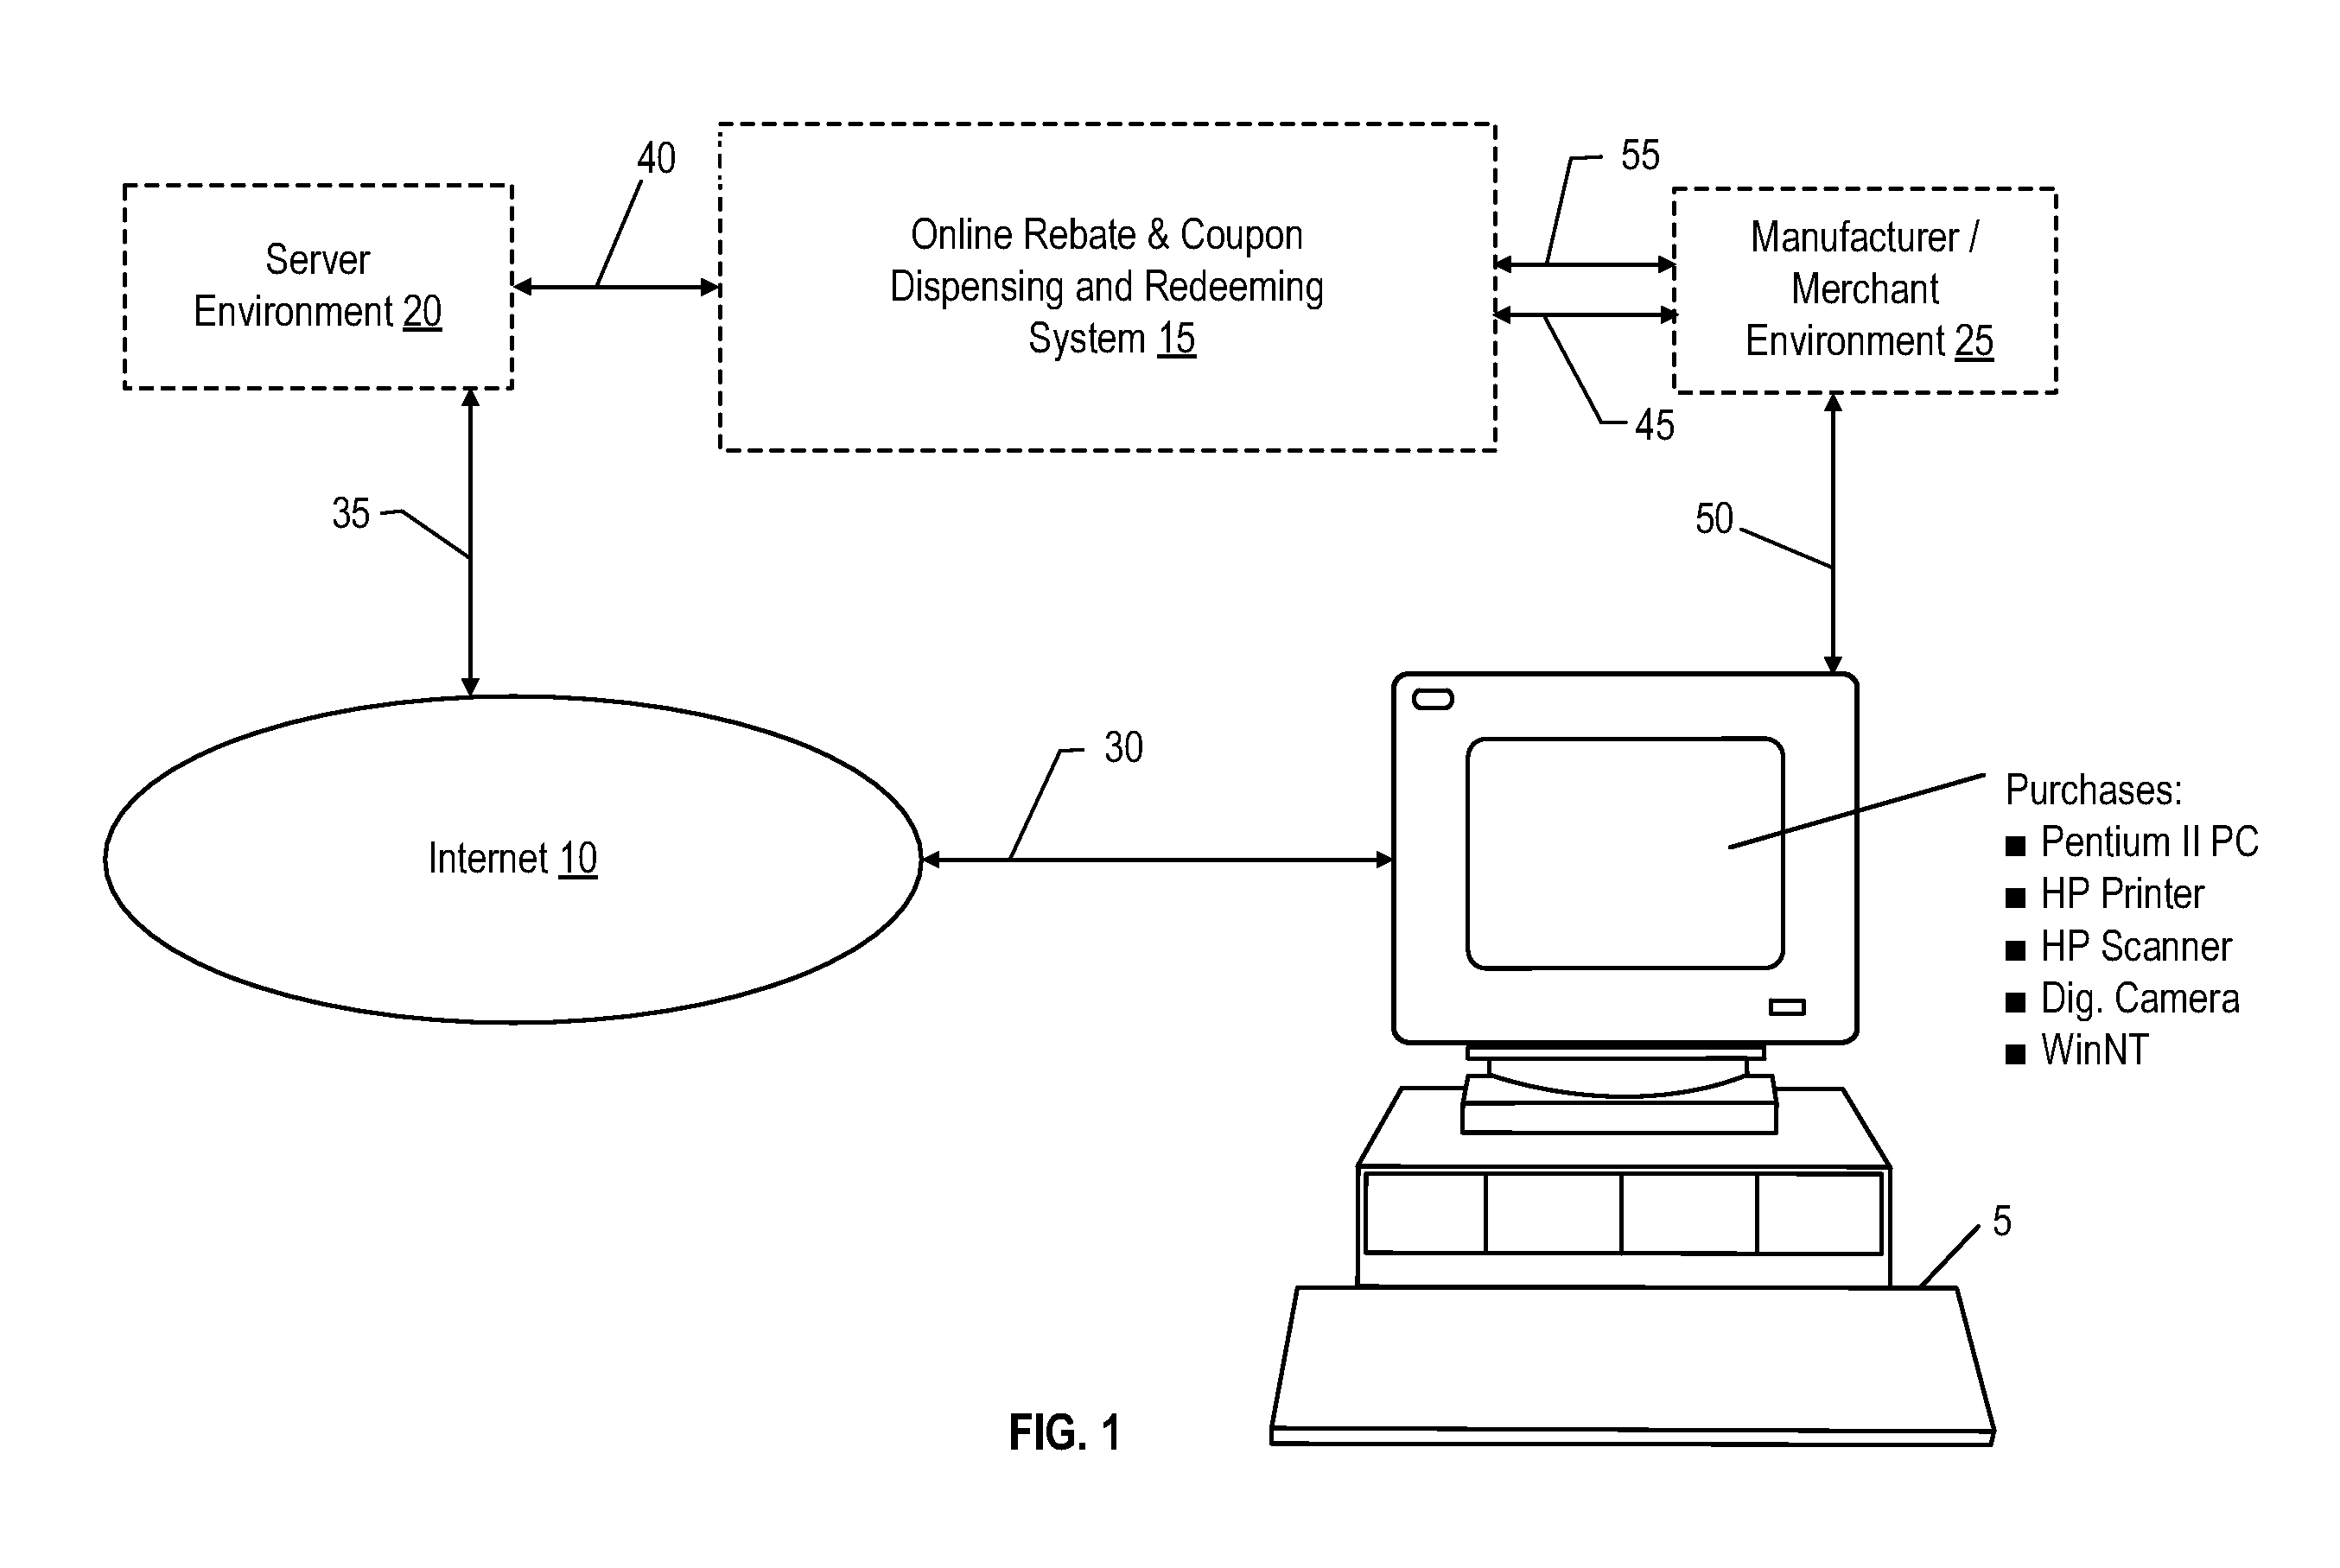 40
55
Server
Environment 20
Online Rebate & Coupon
Dispensing and Redeeming
System 15
Manufacturer /
Merchant
Environment 25
45
35
50
30
Internet 10
Purchases:
■ Pentium II PC
■ HP Printer
■ HP Scanner
■ Dig. Camera
■ WinNT
5
FIG. 1